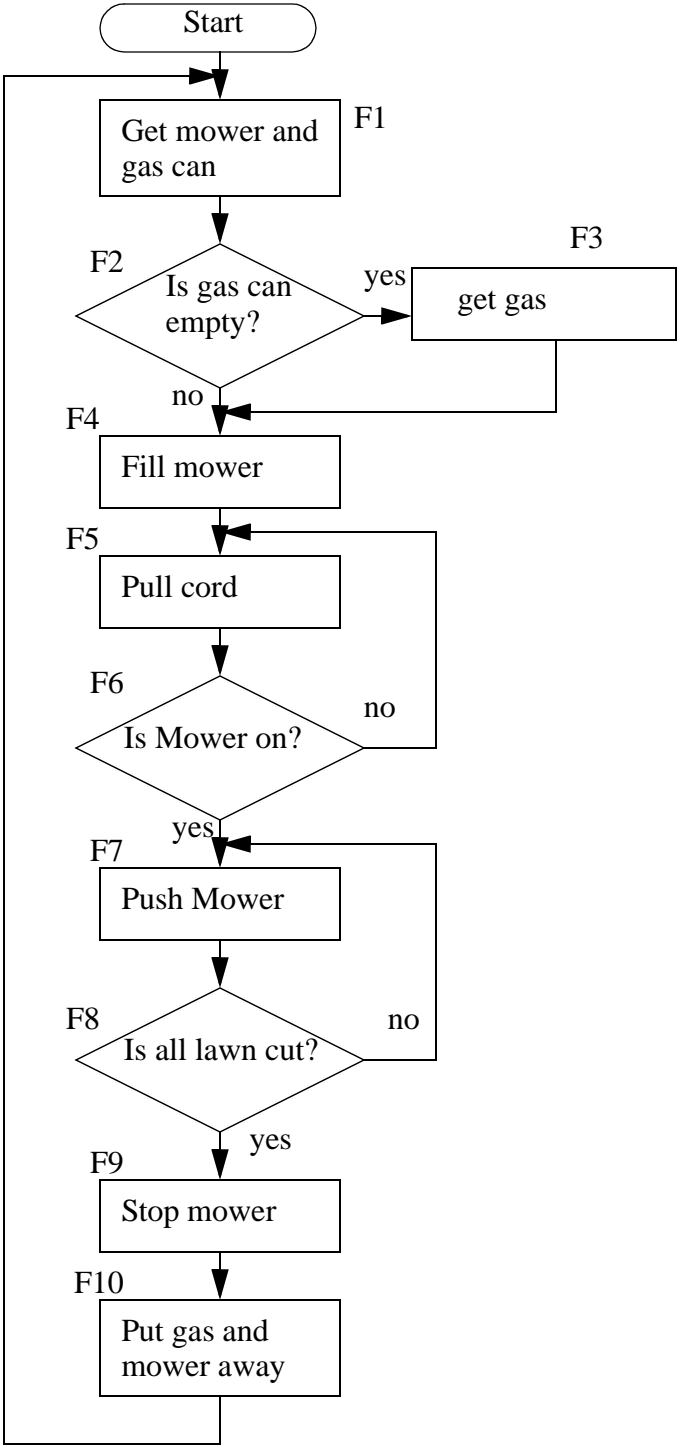 Start
F1
Get mower and
gas can
F3
F2
yes
Is gas can
empty?
get gas
no
F4
Fill mower
F5
Pull cord
F6
no
Is Mower on?
yes
F7
Push Mower
F8
no
Is all lawn cut?
yes
F9
Stop mower
F10
Put gas and
mower away